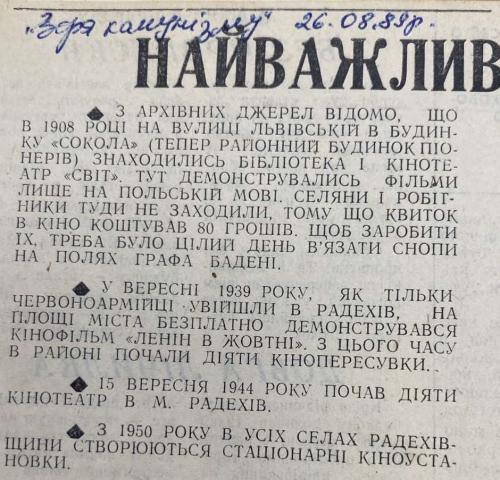 „Зоря комунізму" 26.08.89р.
НАЙВАЖЛИВ
◆ З АРХІВНИХ ДЖЕРЕЛ ВІДОМО, ЩО
В 1908 РОЦІ НА ВУЛИЦІ ЛЬВІВСЬКІЙ В БУДИН-
КУ «СОКОЛА» (ТЕПЕР РАЙОННИЙ БУДИНОК ПІО-
НЕРІВ) ЗНАХОДИЛИСЬ БІБЛІОТЕКА І КІНОТЕ-
АТР «СВІТ». ТУТ ДЕМОНСТРУВАЛИСЬ ФІЛЬМИ
ЛИШЕ НА ПОЛЬСЬКІЙ МОВІ. СЕЛЯНИ І РОБІТ-
НИКИ ТУДИ НЕ ЗАХОДИЛИ, ТОМУ ЩО КВИТОК
В КІНО КОШТУВАВ 80 ГРОШІВ. ЩОБ ЗАРОБИТИ
ЇХ, ТРЕБА БУЛО ЦІЛИЙ ДЕНЬ В'ЯЗАТИ СНОПИ
НА ПОЛЯХ ГРАФА БАДЕНІ.
◆ У ВЕРЕСНІ 1939 РОКУ, ЯК ТІЛЬКИ
ЧЕРВОНОАРМІЙЦІ УВІЙШЛИ В РАДЕХІВ, НА
ПЛОЩІ МІСТА БЕЗПЛАТНО ДЕМОНСТРУВАВСЯ
КІНОФІЛЬМ «ЛЕНІН В ЖОВТНІ». З ЦЬОГО ЧАСУ
В РАЙОНІ ПОЧАЛИ ДІЯТИ КІНОПЕРЕСУВКИ.
◆ 15 ВЕРЕСНЯ 1944 РОКУ ПОЧАВ ДІЯТИ
КІНОТЕАТР В М. РАДЕХІВ.
◆ З 1950 РОКУ В УСІХ СЕЛАХ РАДЕХІВ-
ЩИНИ СТВОРЮЮТЬСЯ СТАЦІОНАРНІ КІНОУСТА-
НОВКИ.